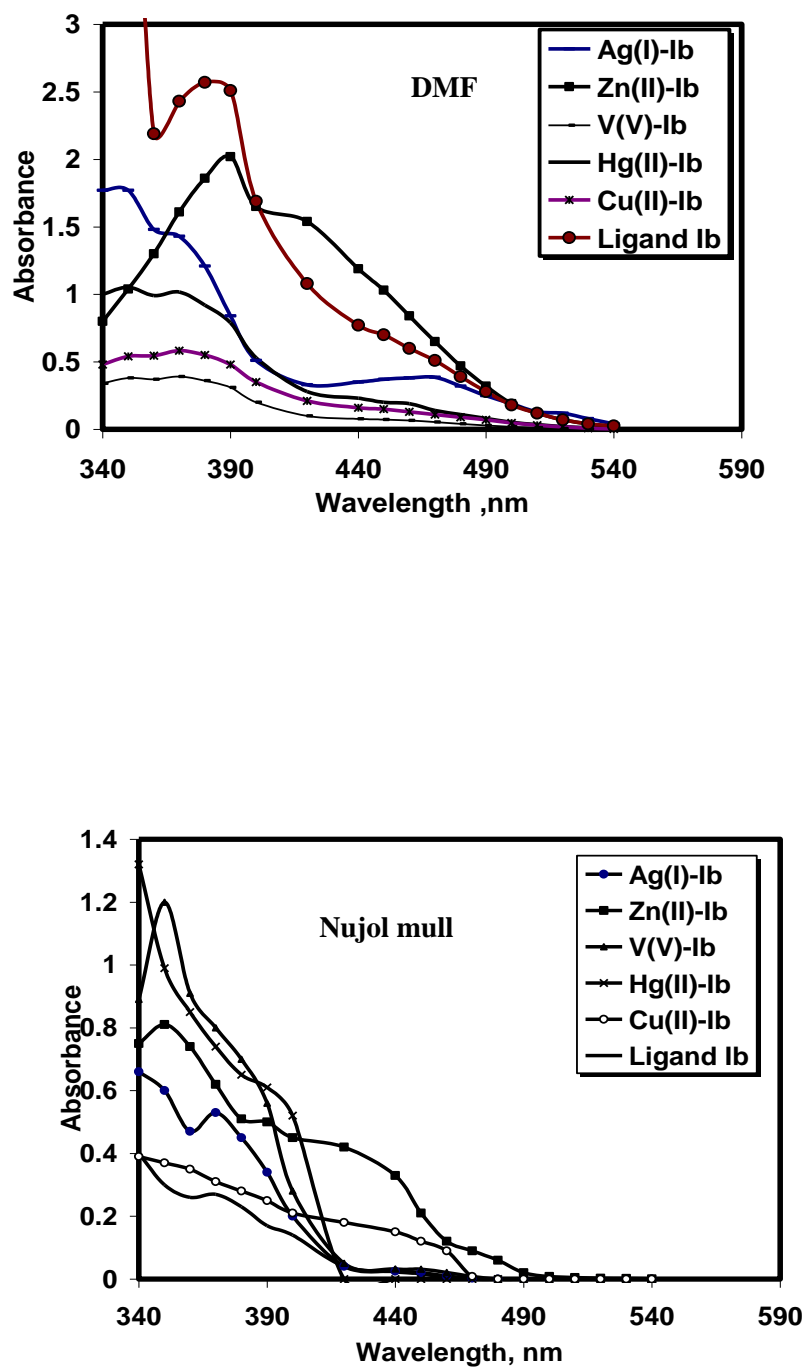 3
2.5
2
1.5
1
0.5
0
Absorbance
DMF
Ag(I)-Ib
Zn(II)-Ib
V(V)-Ib
Hg(II)-Ib
Cu(II)-Ib
Ligand Ib
340 390 440 490 540 590
Wavelength ,nm
1.4
1.2
1
0.8
0.6
0.4
0.2
0
Absorbance
Nujol mull
Ag(I)-Ib
Zn(II)-Ib
V(V)-Ib
Hg(II)-Ib
Cu(II)-Ib
Ligand Ib
340 390 440 490 540 590
Wavelength, nm